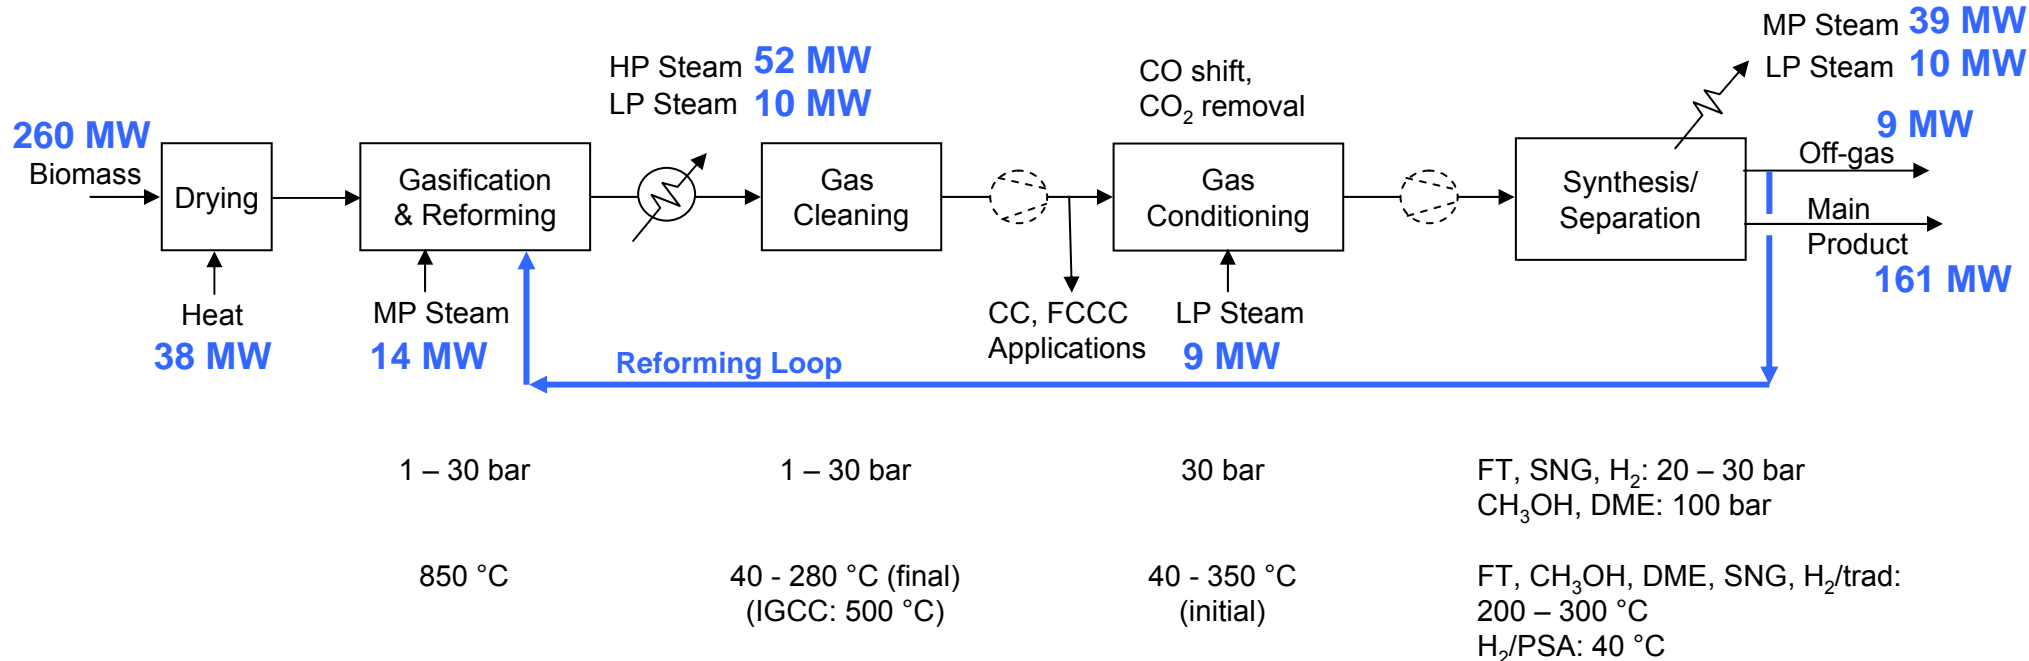 MP Steam 39 MW
LP Steam 10 MW
HP Steam 52 MW
LP Steam 10 MW
CO shift,
CO₂ removal
260 MW
Biomass
Drying
Gasification
& Reforming
Gas
Cleaning
Gas
Conditioning
Synthesis/
Separation
9 MW
Off-gas
Main
Product
161 MW
Heat
38 MW
MP Steam
14 MW
CC, FCCC
Applications
LP Steam
9 MW
Reforming Loop
1 – 30 bar
1 – 30 bar
30 bar
FT, SNG, H₂: 20 – 30 bar
CH₃OH, DME: 100 bar
850 °C
40 - 280 °C (final)
(IGCC: 500 °C)
40 - 350 °C
(initial)
FT, CH₃OH, DME, SNG, H₂/trad:
200 – 300 °C
H₂/PSA: 40 °C